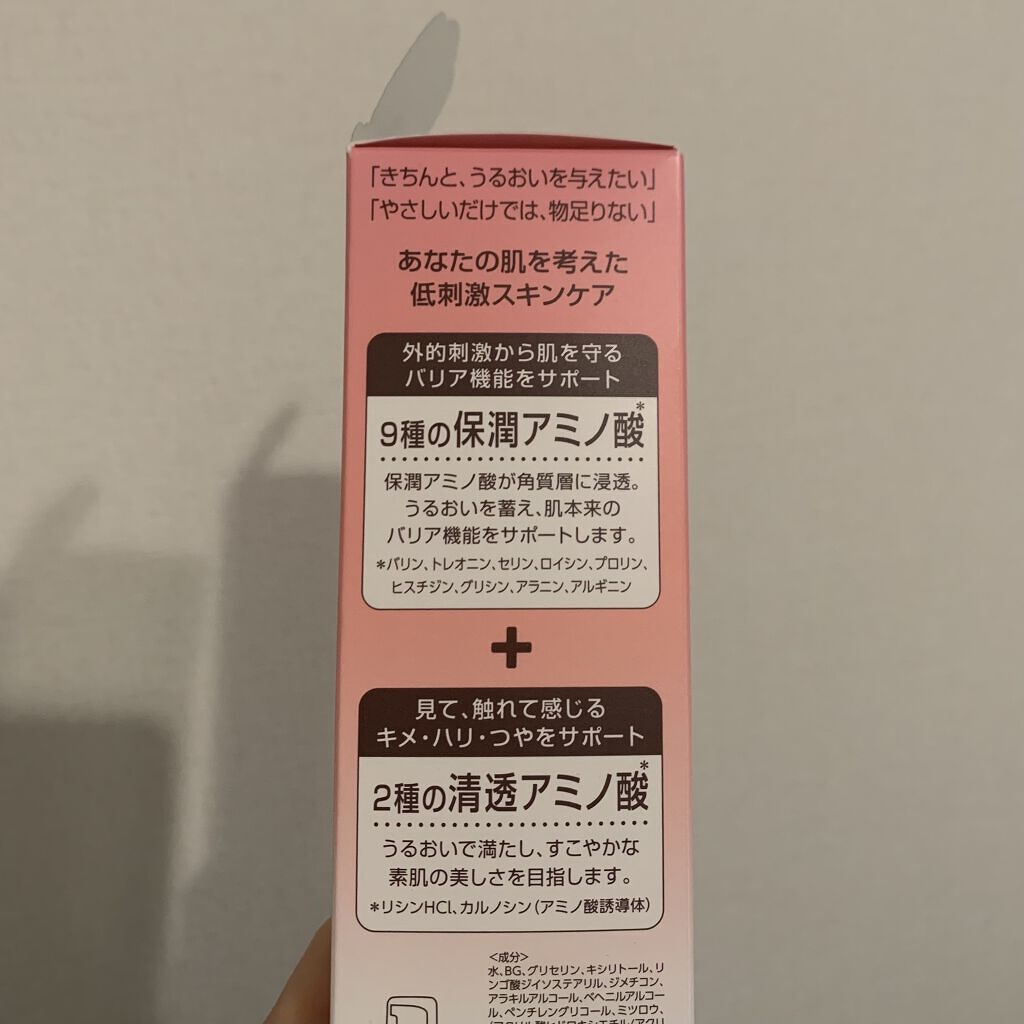 「きちんと、うるおいを与えたい」
「やさしいだけでは、物足りない」
あなたの肌を考えた
低刺激スキンケア
外的刺激から肌を守る
バリア機能をサポート
9種の保潤アミノ酸*
保潤アミノ酸が角質層に浸透。
うるおいを蓄え、肌本来の
バリア機能をサポートします。
*バリン、トレオニン、セリン、ロイシン、プロリン、
ヒスチジン、グリシン、アラニン、アルギニン
+
見て、触れて感じる
キメ・ハリ・つやをサポート
2種の清透アミノ酸*
うるおいで満たし、すこやかな
素肌の美しさを目指します。
*リシンHCl、カルノシン(アミノ酸誘導体)
<成分>
水、BG、グリセリン、キシリトール、リ
ンゴ酸ジイソステアリル、ジメチコン、
アラキルアルコール、ベヘニルアルコー
ル、ペンチレングリコール、ミツロウ、